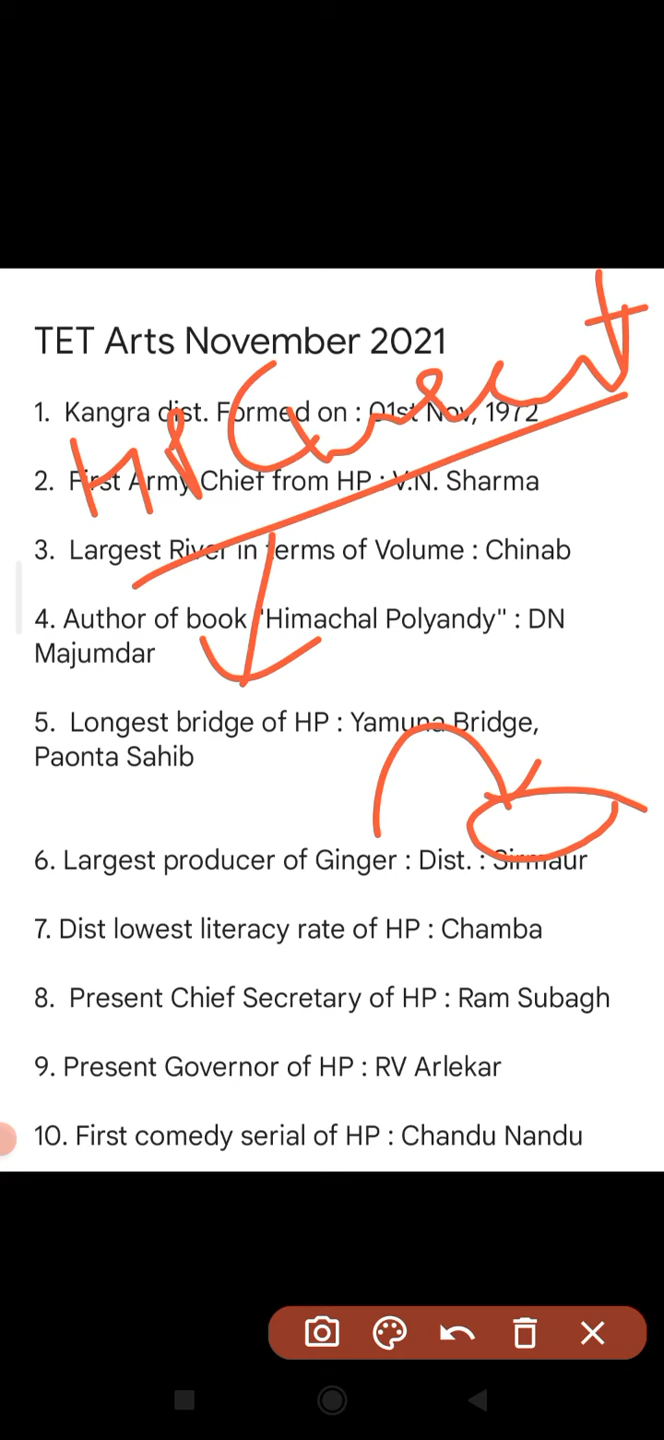 TET Arts November 2021
1. Kangra dist. Formed on : 01st Nov, 1972
2. First Army Chief from HP : V.N. Sharma
3. Largest River in terms of Volume : Chinab
4. Author of book "Himachal Polyandy" : DN
Majumdar
5. Longest bridge of HP : Yamuna Bridge,
Paonta Sahib
6. Largest producer of Ginger : Dist. : Sirmaur
7. Dist lowest literacy rate of HP : Chamba
8. Present Chief Secretary of HP : Ram Subagh
9. Present Governor of HP : RV Arlekar
10. First comedy serial of HP : Chandu Nandu
HP